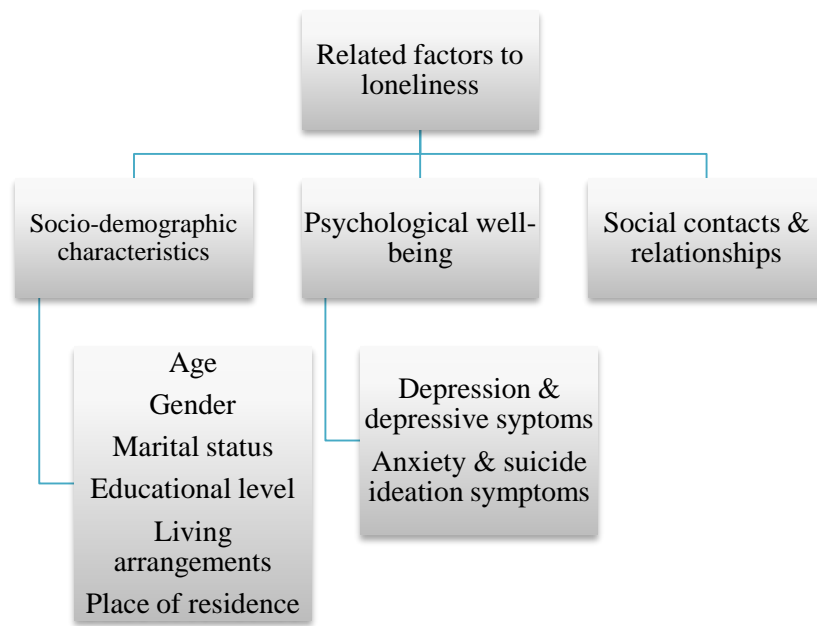 Related factors to
loneliness
Socio-demographic
characteristics
Psychological well-
being
Social contacts &
relationships
Age
Gender
Marital status
Educational level
Living
arrangements
Place of residence
Depression &
depressive syptoms
Anxiety & suicide
ideation symptoms